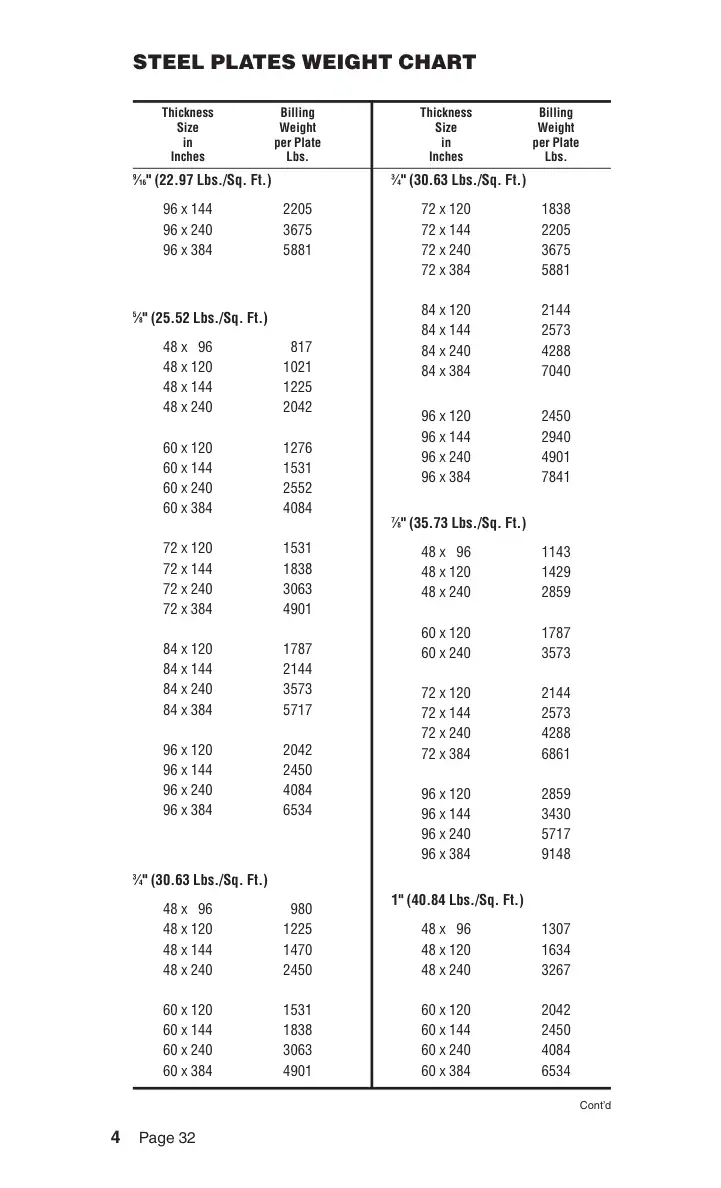 STEEL PLATES WEIGHT CHART
Thickness Billing
Size Weight
in per Plate
Inches Lbs.
9⁄16" (22.97 Lbs./Sq. Ft.)
96 x 144 2205
96 x 240 3675
96 x 384 5881
5⁄8" (25.52 Lbs./Sq. Ft.)
48 x 96 817
48 x 120 1021
48 x 144 1225
48 x 240 2042
60 x 120 1276
60 x 144 1531
60 x 240 2552
60 x 384 4084
72 x 120 1531
72 x 144 1838
72 x 240 3063
72 x 384 4901
84 x 120 1787
84 x 144 2144
84 x 240 3573
84 x 384 5717
96 x 120 2042
96 x 144 2450
96 x 240 4084
96 x 384 6534
3⁄4" (30.63 Lbs./Sq. Ft.)
48 x 96 980
48 x 120 1225
48 x 144 1470
48 x 240 2450
60 x 120 1531
60 x 144 1838
60 x 240 3063
60 x 384 4901
Thickness Billing
Size Weight
in per Plate
Inches Lbs.
3⁄4" (30.63 Lbs./Sq. Ft.)
72 x 120 1838
72 x 144 2205
72 x 240 3675
72 x 384 5881
84 x 120 2144
84 x 144 2573
84 x 240 4288
84 x 384 7040
96 x 120 2450
96 x 144 2940
96 x 240 4901
96 x 384 7841
7⁄8" (35.73 Lbs./Sq. Ft.)
48 x 96 1143
48 x 120 1429
48 x 240 2859
60 x 120 1787
60 x 240 3573
72 x 120 2144
72 x 144 2573
72 x 240 4288
72 x 384 6861
96 x 120 2859
96 x 144 3430
96 x 240 5717
96 x 384 9148
1" (40.84 Lbs./Sq. Ft.)
48 x 96 1307
48 x 120 1634
48 x 240 3267
60 x 120 2042
60 x 144 2450
60 x 240 4084
60 x 384 6534
Cont'd
4 Page 32